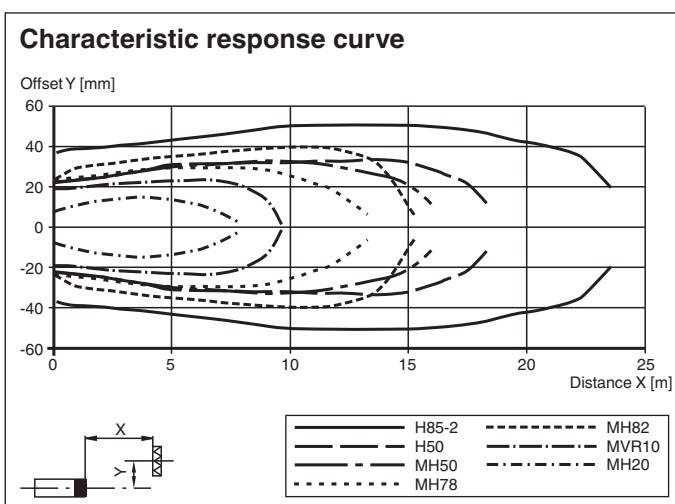 Characteristic response curve
Offset Y [mm]
60
40
20
0
-20
-40
-60
0 5 10 15 20 25
Distance X [m]
X
Y
H85-2 MH82
H50 MVR10
MH50 MH20
MH78